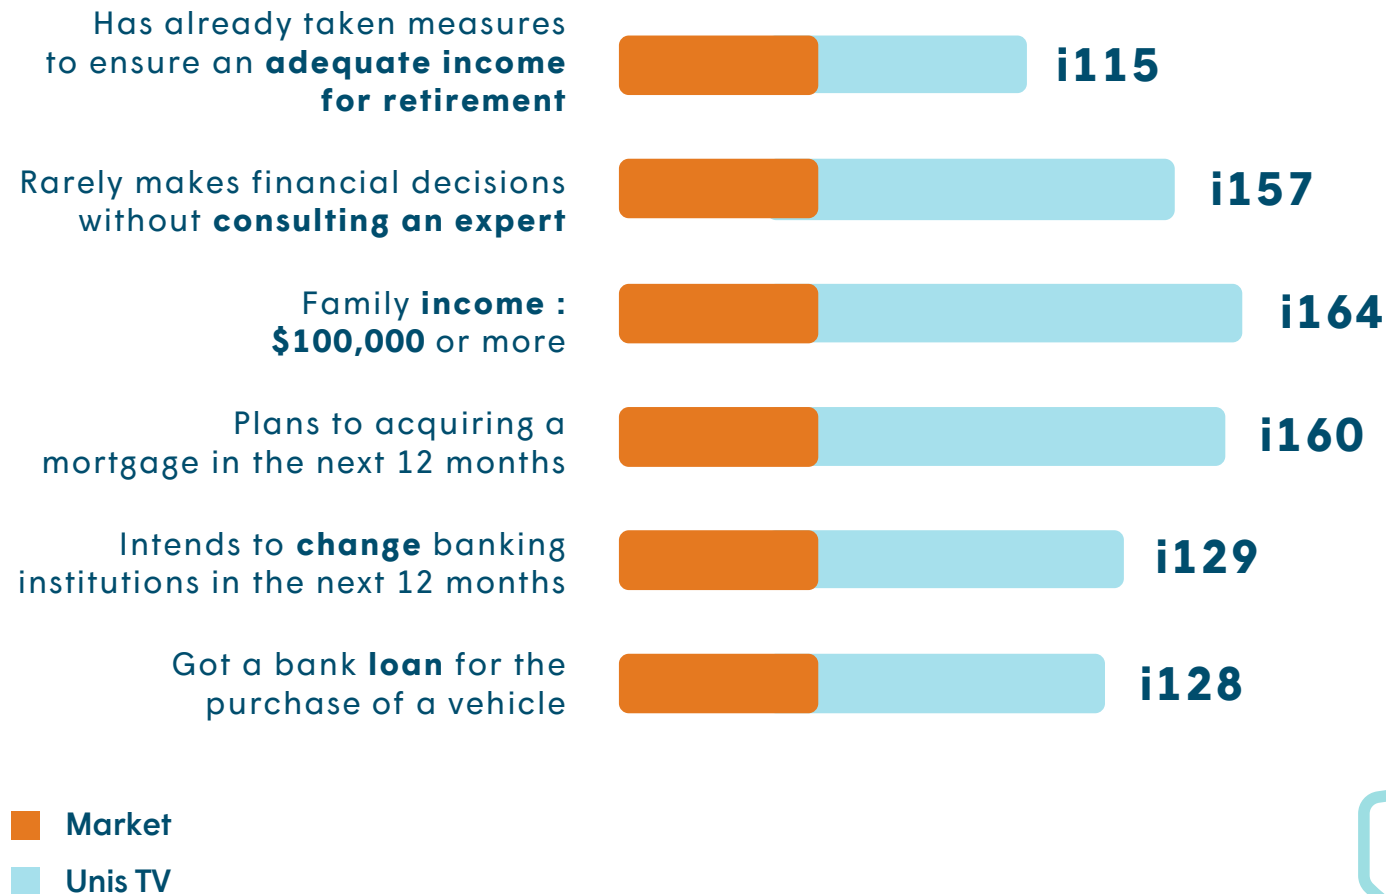 Has already taken measures
to ensure an adequate income
for retirement
i115
Rarely makes financial decisions
without consulting an expert
i157
Family income :
$100,000 or more
i164
Plans to acquiring a
mortgage in the next 12 months
i160
Intends to change banking
institutions in the next 12 months
i129
Got a bank loan for the
purchase of a vehicle
i128
Market
Unis TV